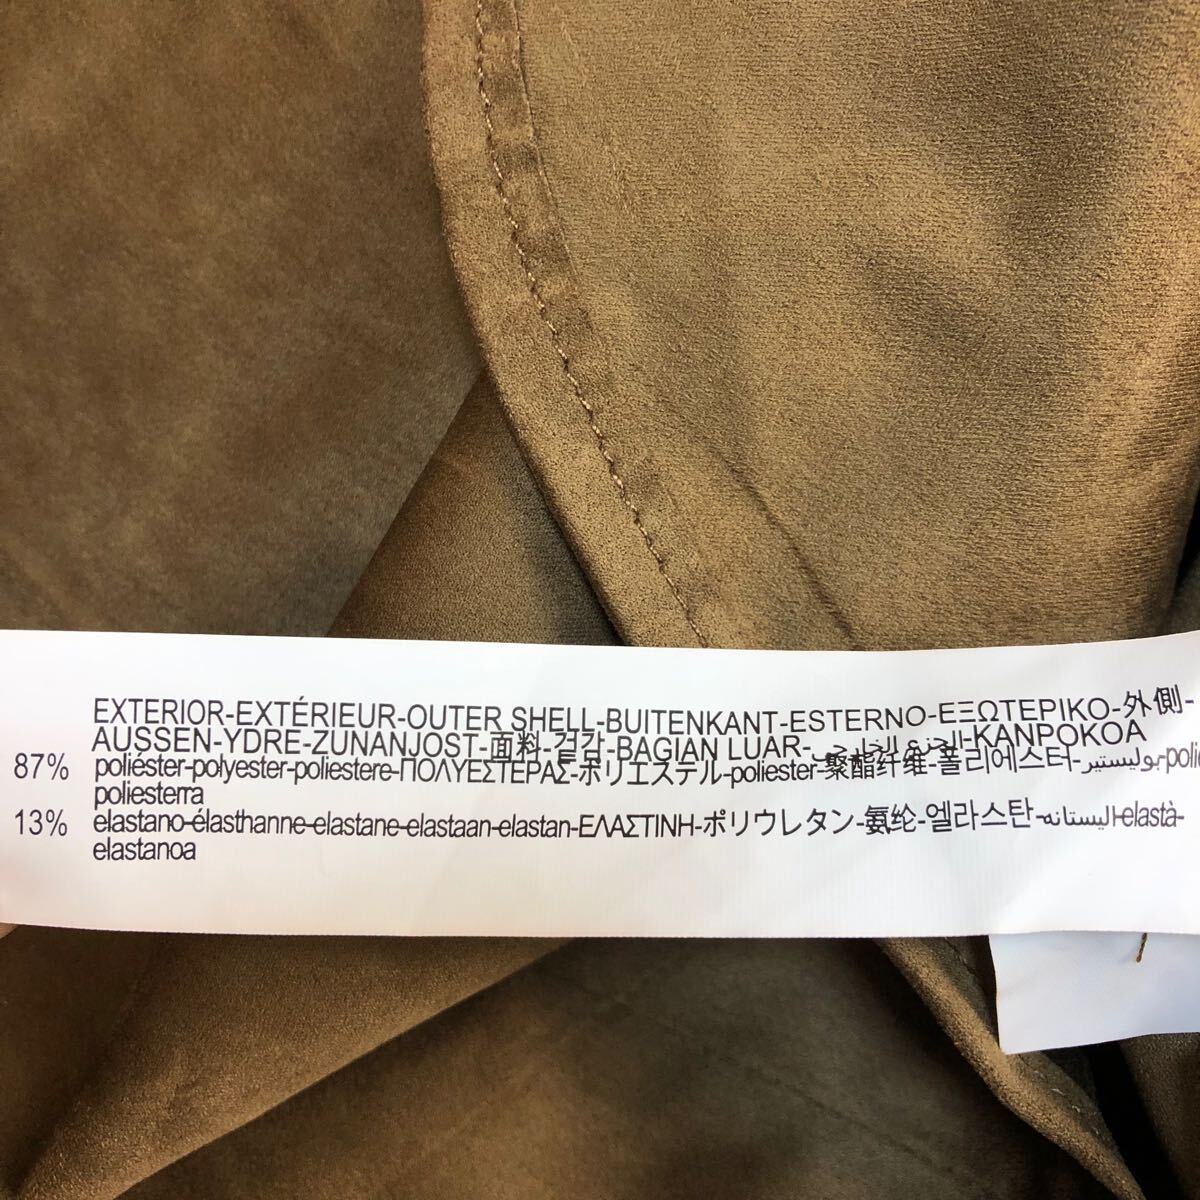 EXTERIOR-EXTÉRIEUR-OUTER SHELL-BUITENKANT-ESTERNO-ΕΞΩΤΕΡΙΚΟ-外側-
AUSSEN-YDRE-ZUNANJOST-面料-겉감-BAGIAN LUAR-الجزء الخارجي-KANPOKOA
87% poliéster-polyester-poliestere-ΠΟΛΥΕΣΤΕΡΑΣ-ポリエステル-poliester-聚酯纤维-폴리에스터-بوليستير-
poliesterra
13% elastano-élasthanne-elastane-elastaan-elastan-ΕΛΑΣΤΙΝΗ-ポリウレタン-氨纶-엘라스탄-اليستانه-elastà-
elastanoa